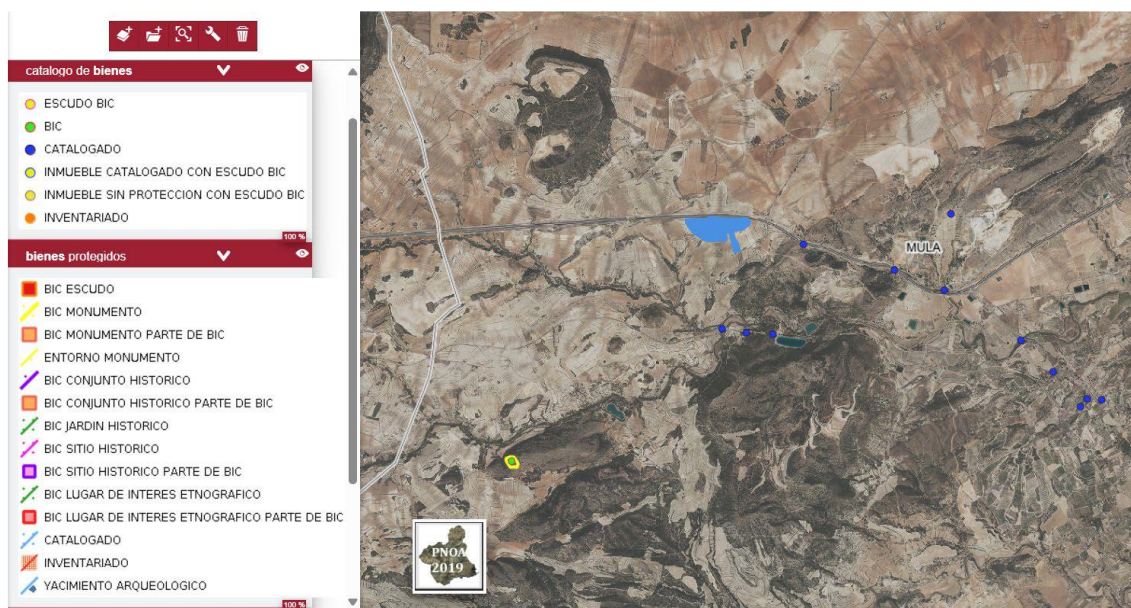 catalogo de bienes
ESCUDO BIC
BIC
CATALOGADO
INMUEBLE CATALOGADO CON ESCUDO BIC
INMUEBLE SIN PROTECCION CON ESCUDO BIC
INVENTARIADO
100 %
bienes protegidos
BIC ESCUDO
BIC MONUMENTO
BIC MONUMENTO PARTE DE BIC
ENTORNO MONUMENTO
BIC CONJUNTO HISTORICO
BIC CONJUNTO HISTORICO PARTE DE BIC
BIC JARDIN HISTORICO
BIC SITIO HISTORICO
BIC SITIO HISTORICO PARTE DE BIC
BIC LUGAR DE INTERES ETNOGRAFICO
BIC LUGAR DE INTERES ETNOGRAFICO PARTE DE BIC
CATALOGADO
INVENTARIADO
YACIMIENTO ARQUEOLOGICO
100 %
MULA
PNOA
2019